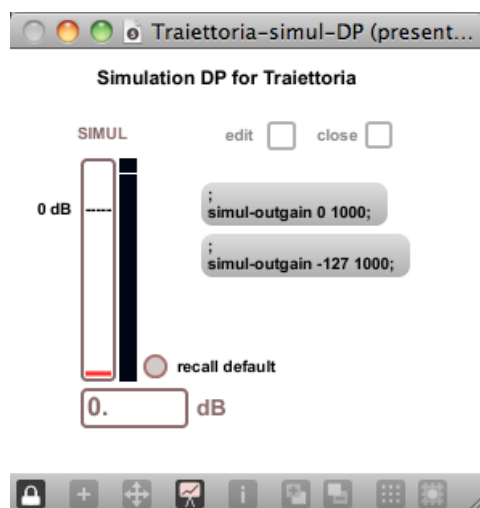 Traiettoria-simul-DP (present...
Simulation DP for Traiettoria
SIMUL
edit
close
0 dB
;
simul-outgain 0 1000;
;
simul-outgain -127 1000;
recall default
0.
dB